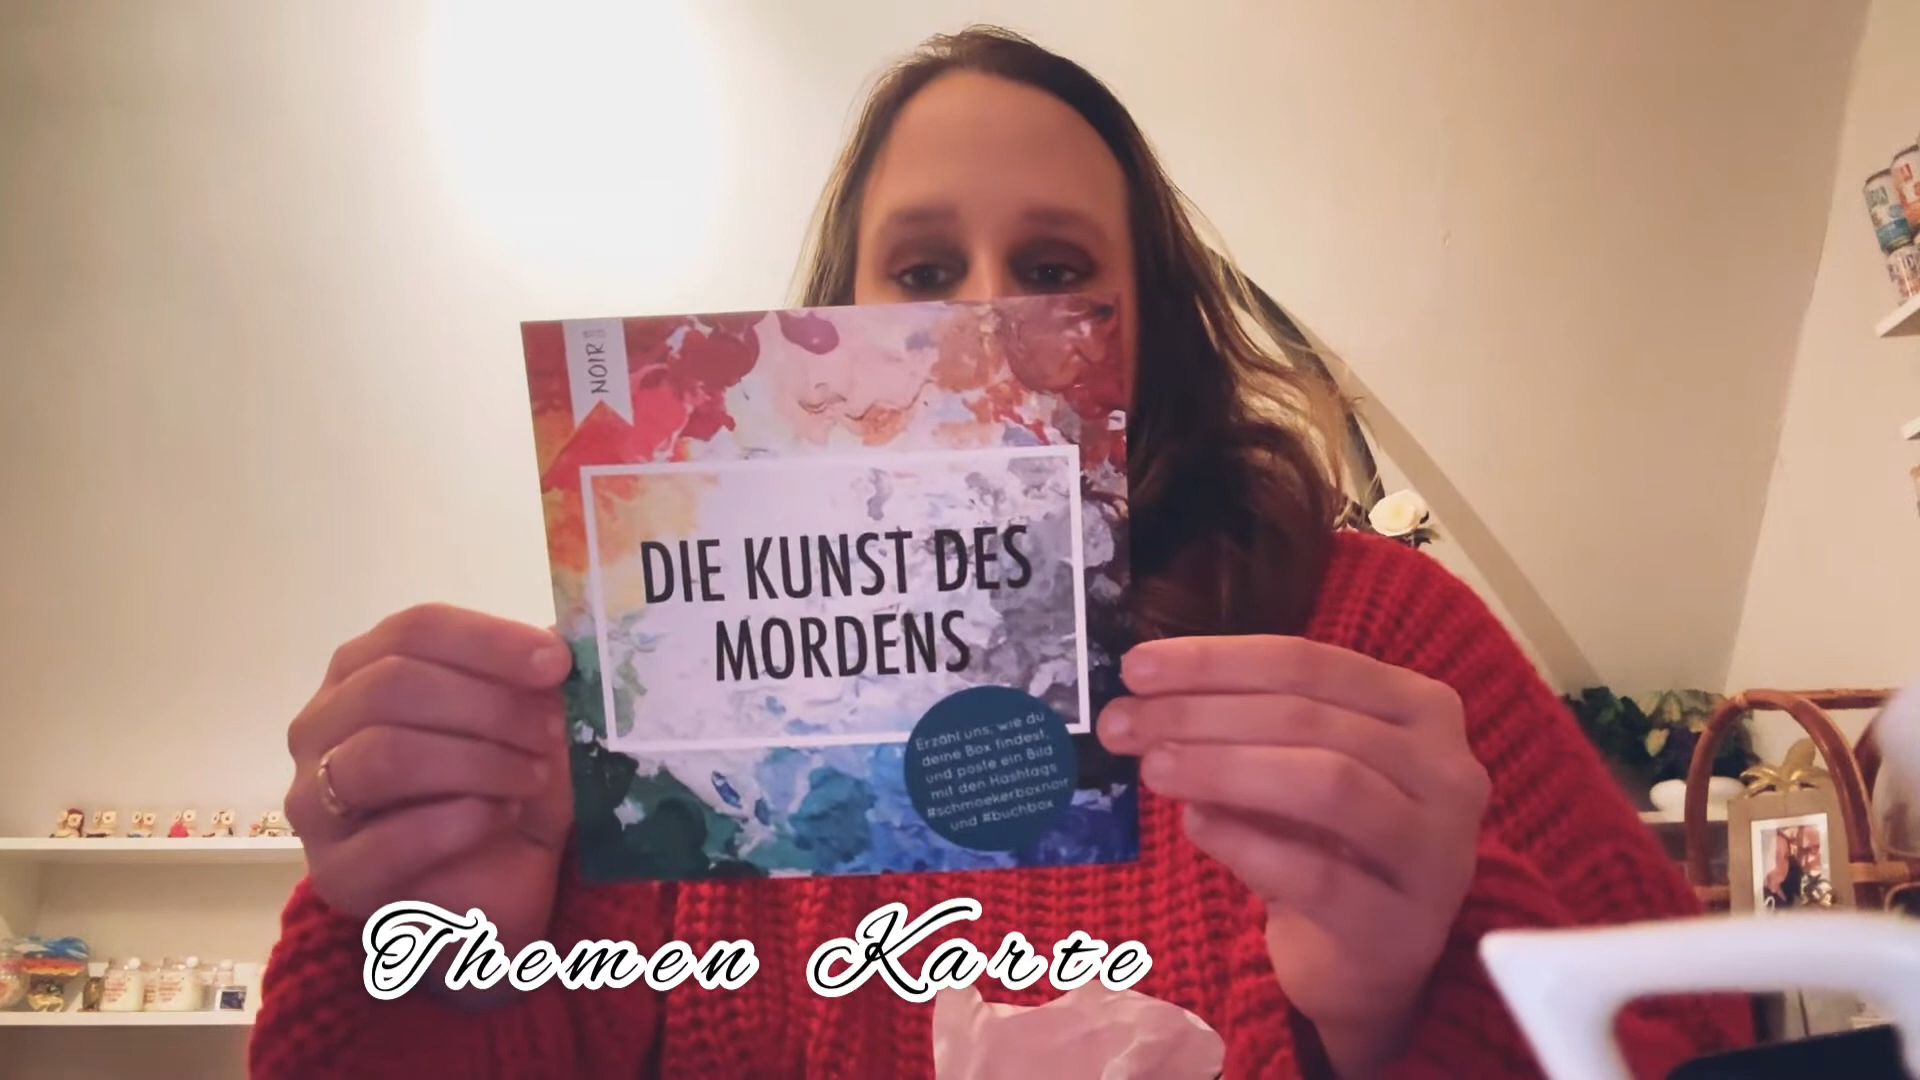 NOIR
DIE KUNST DES
MORDENS
Erzähl uns, wie du
deine Box findest,
und poste ein Bild
mit den Hashtags
#schmoekerboxnoir
und #buchbox
Themen Karte